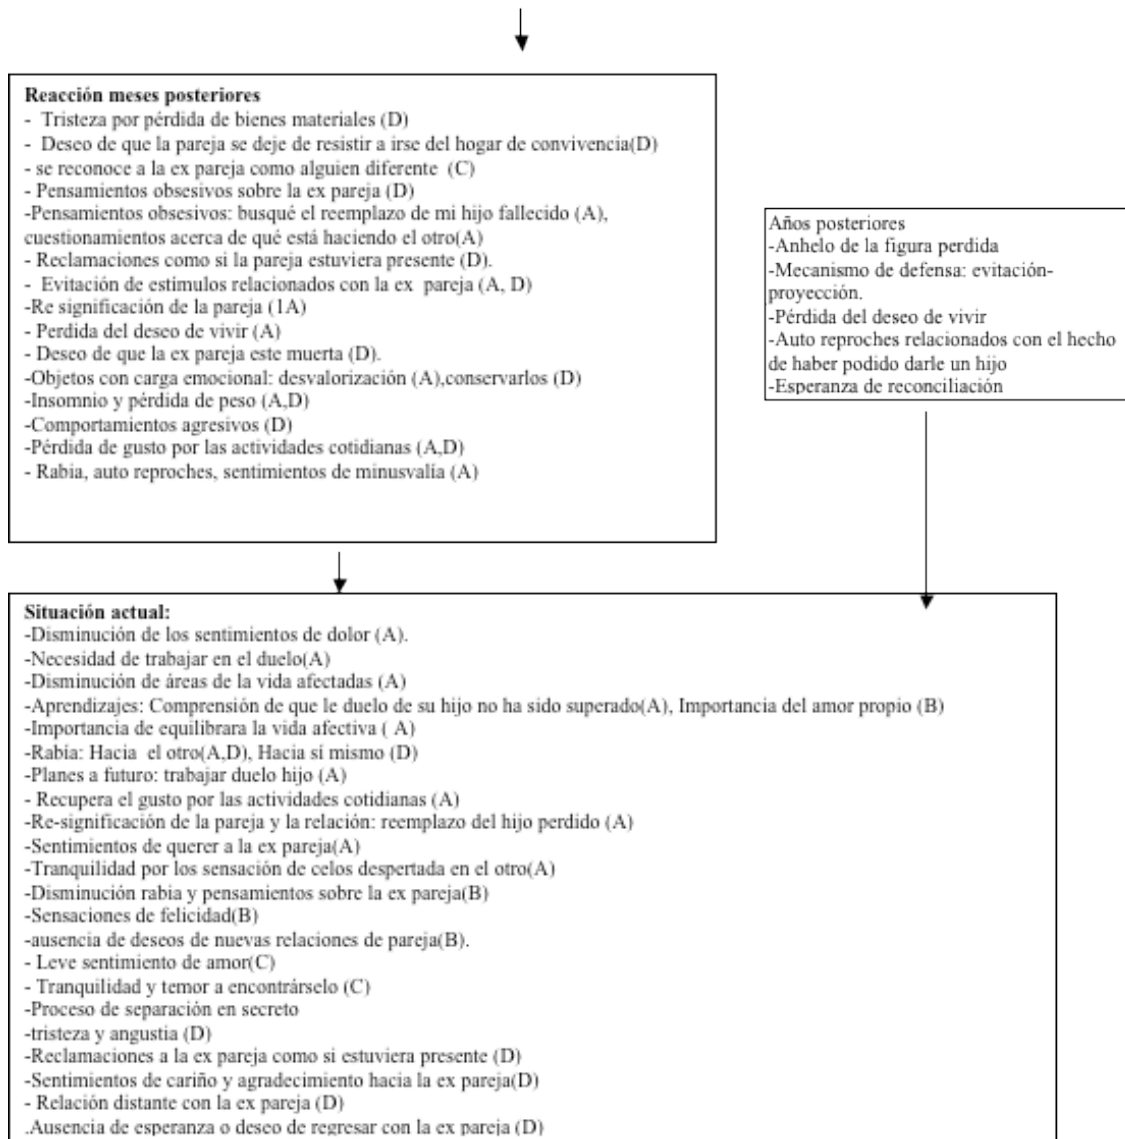 Reacción meses posteriores
- Tristeza por pérdida de bienes materiales (D)
- Deseo de que la pareja se deje de resistir a irse del hogar de convivencia(D)
- se reconoce a la ex pareja como alguien diferente (C)
- Pensamientos obsesivos sobre la ex pareja (D)
-Pensamientos obsesivos: busqué el reemplazo de mi hijo fallecido (A),
cuestionamientos acerca de qué está haciendo el otro(A)
- Reclamaciones como si la pareja estuviera presente (D).
- Evitación de estímulos relacionados con la ex pareja (A, D)
-Re significación de la pareja (1A)
- Perdida del deseo de vivir (A)
- Deseo de que la ex pareja este muerta (D).
-Objetos con carga emocional: desvalorización (A),conservarlos (D)
-Insomnio y pérdida de peso (A,D)
-Comportamientos agresivos (D)
-Pérdida de gusto por las actividades cotidianas (A,D)
- Rabia, auto reproches, sentimientos de minusvalía (A)
Años posteriores
-Anhelo de la figura perdida
-Mecanismo de defensa: evitación-
proyección.
-Pérdida del deseo de vivir
-Auto reproches relacionados con el hecho
de haber podido darle un hijo
-Esperanza de reconciliación
Situación actual:
-Disminución de los sentimientos de dolor (A).
-Necesidad de trabajar en el duelo(A)
-Disminución de áreas de la vida afectadas (A)
-Aprendizajes: Comprensión de que le duelo de su hijo no ha sido superado(A), Importancia del amor propio (B)
-Importancia de equilibrara la vida afectiva ( A)
-Rabia: Hacia el otro(A,D), Hacia sí mismo (D)
-Planes a futuro: trabajar duelo hijo (A)
- Recupera el gusto por las actividades cotidianas (A)
-Re-significación de la pareja y la relación: reemplazo del hijo perdido (A)
-Sentimientos de querer a la ex pareja(A)
-Tranquilidad por los sensación de celos despertada en el otro(A)
-Disminución rabia y pensamientos sobre la ex pareja(B)
-Sensaciones de felicidad(B)
-ausencia de deseos de nuevas relaciones de pareja(B).
- Leve sentimiento de amor(C)
- Tranquilidad y temor a encontrárselo (C)
-Proceso de separación en secreto
-tristeza y angustia (D)
-Reclamaciones a la ex pareja como si estuviera presente (D)
-Sentimientos de cariño y agradecimiento hacia la ex pareja(D)
- Relación distante con la ex pareja (D)
.Ausencia de esperanza o deseo de regresar con la ex pareja (D)